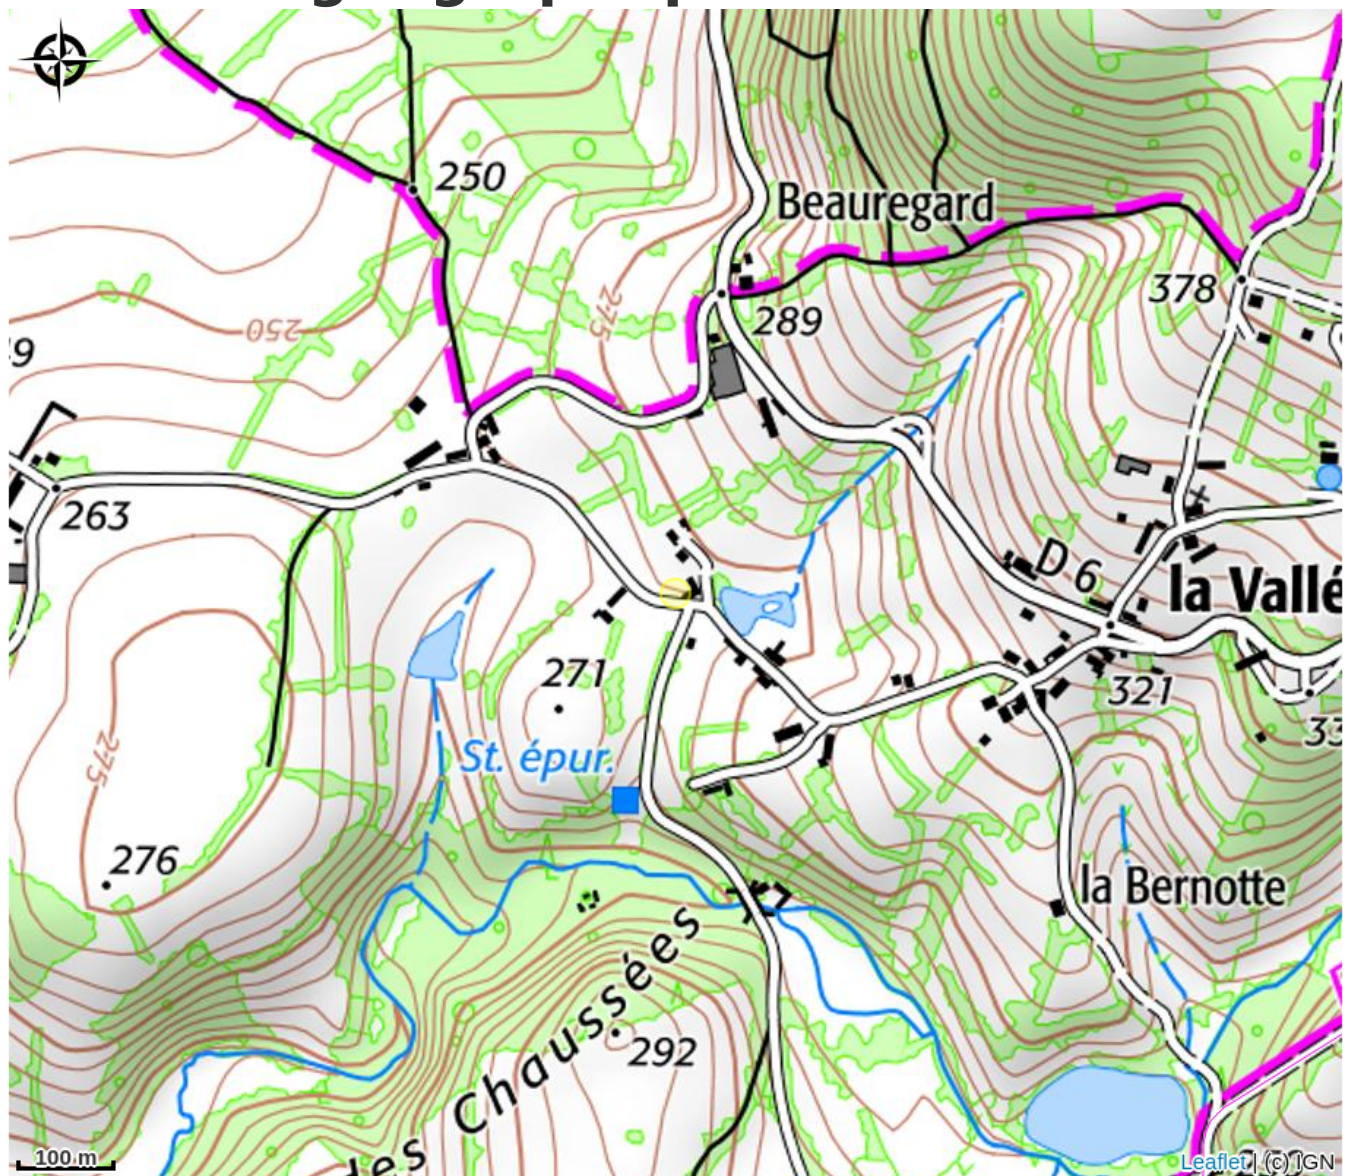 250
Beauregard
378
289
275
250
263
D 6
la Vallé
271
321
St. épur.
275
276
la Bernotte
des Chaussées
292
100 m
Leaflet | (c) IGN